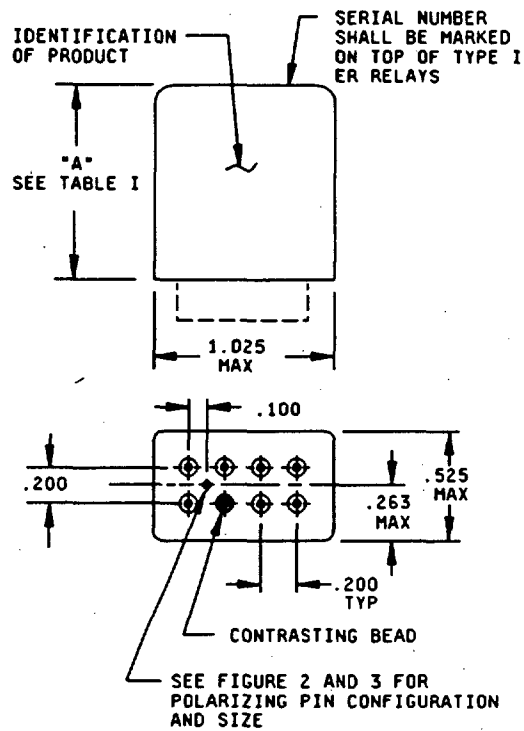 SERIAL NUMBER
SHALL BE MARKED
ON TOP OF TYPE I
ER RELAYS
IDENTIFICATION
OF PRODUCT
"A"
SEE TABLE I
1.025
MAX
.100
.200
.525
MAX
.263
MAX
.200
TYP
CONTRASTING BEAD
SEE FIGURE 2 AND 3 FOR
POLARIZING PIN CONFIGURATION
AND SIZE